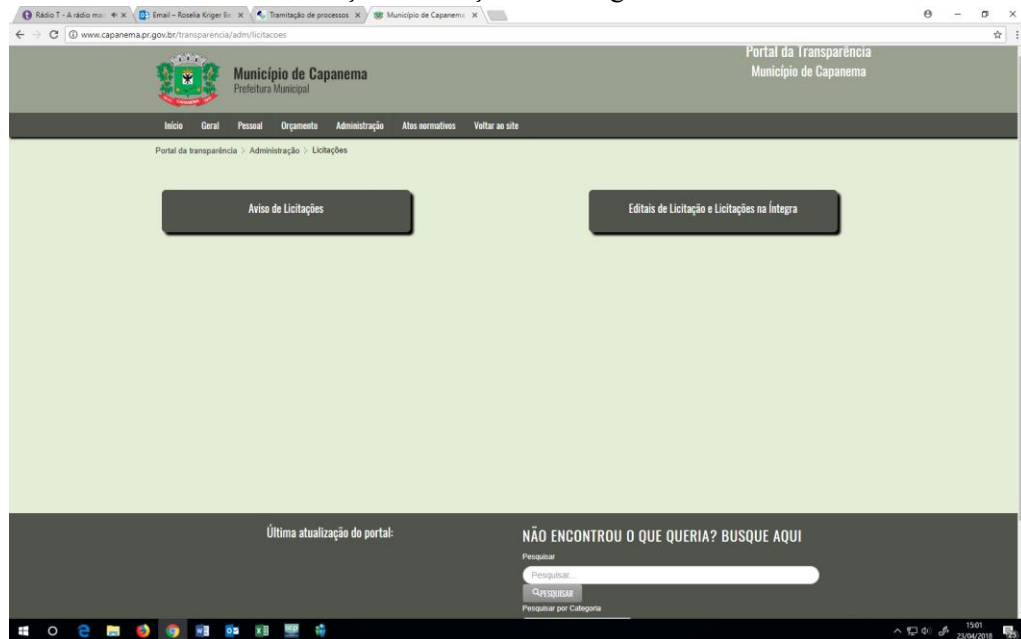 Rádio T - A rádio ma
Email – Roselia Kriger
Tramitação de processos
Município de Capanema
www.capanema.pr.gov.br/transparencia/adm/licitacoes
Portal da Transparência
Município de Capanema
Município de Capanema
Prefeitura Municipal
Início Geral Pessoal Orçamento Administração Atos normativos Voltar ao site
Portal da transparência > Administração > Licitações
Aviso de Licitações
Editais de Licitação e Licitações na Íntegra
Última atualização do portal:
NÃO ENCONTROU O QUE QUERIA? BUSQUE AQUI
Pesquisar
Pesquisar...
PESQUISAR
Pesquisar por Categoria
15:01
23/04/2018